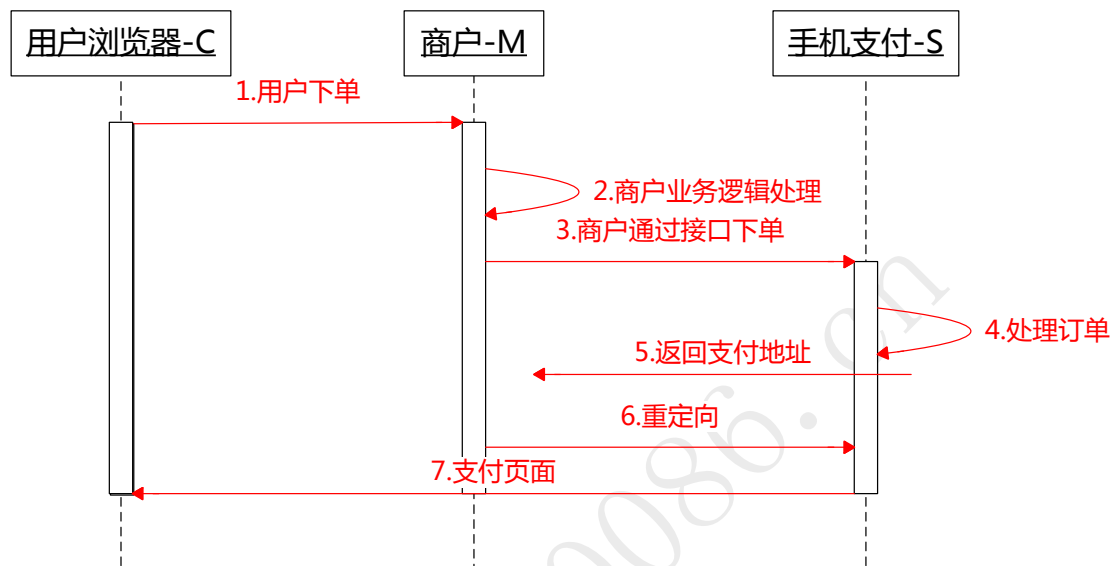 用户浏览器-C
商户-M
手机支付-S
1.用户下单
2.商户业务逻辑处理
3.商户通过接口下单
4.处理订单
5.返回支付地址
6.重定向
7.支付页面
0086.cn